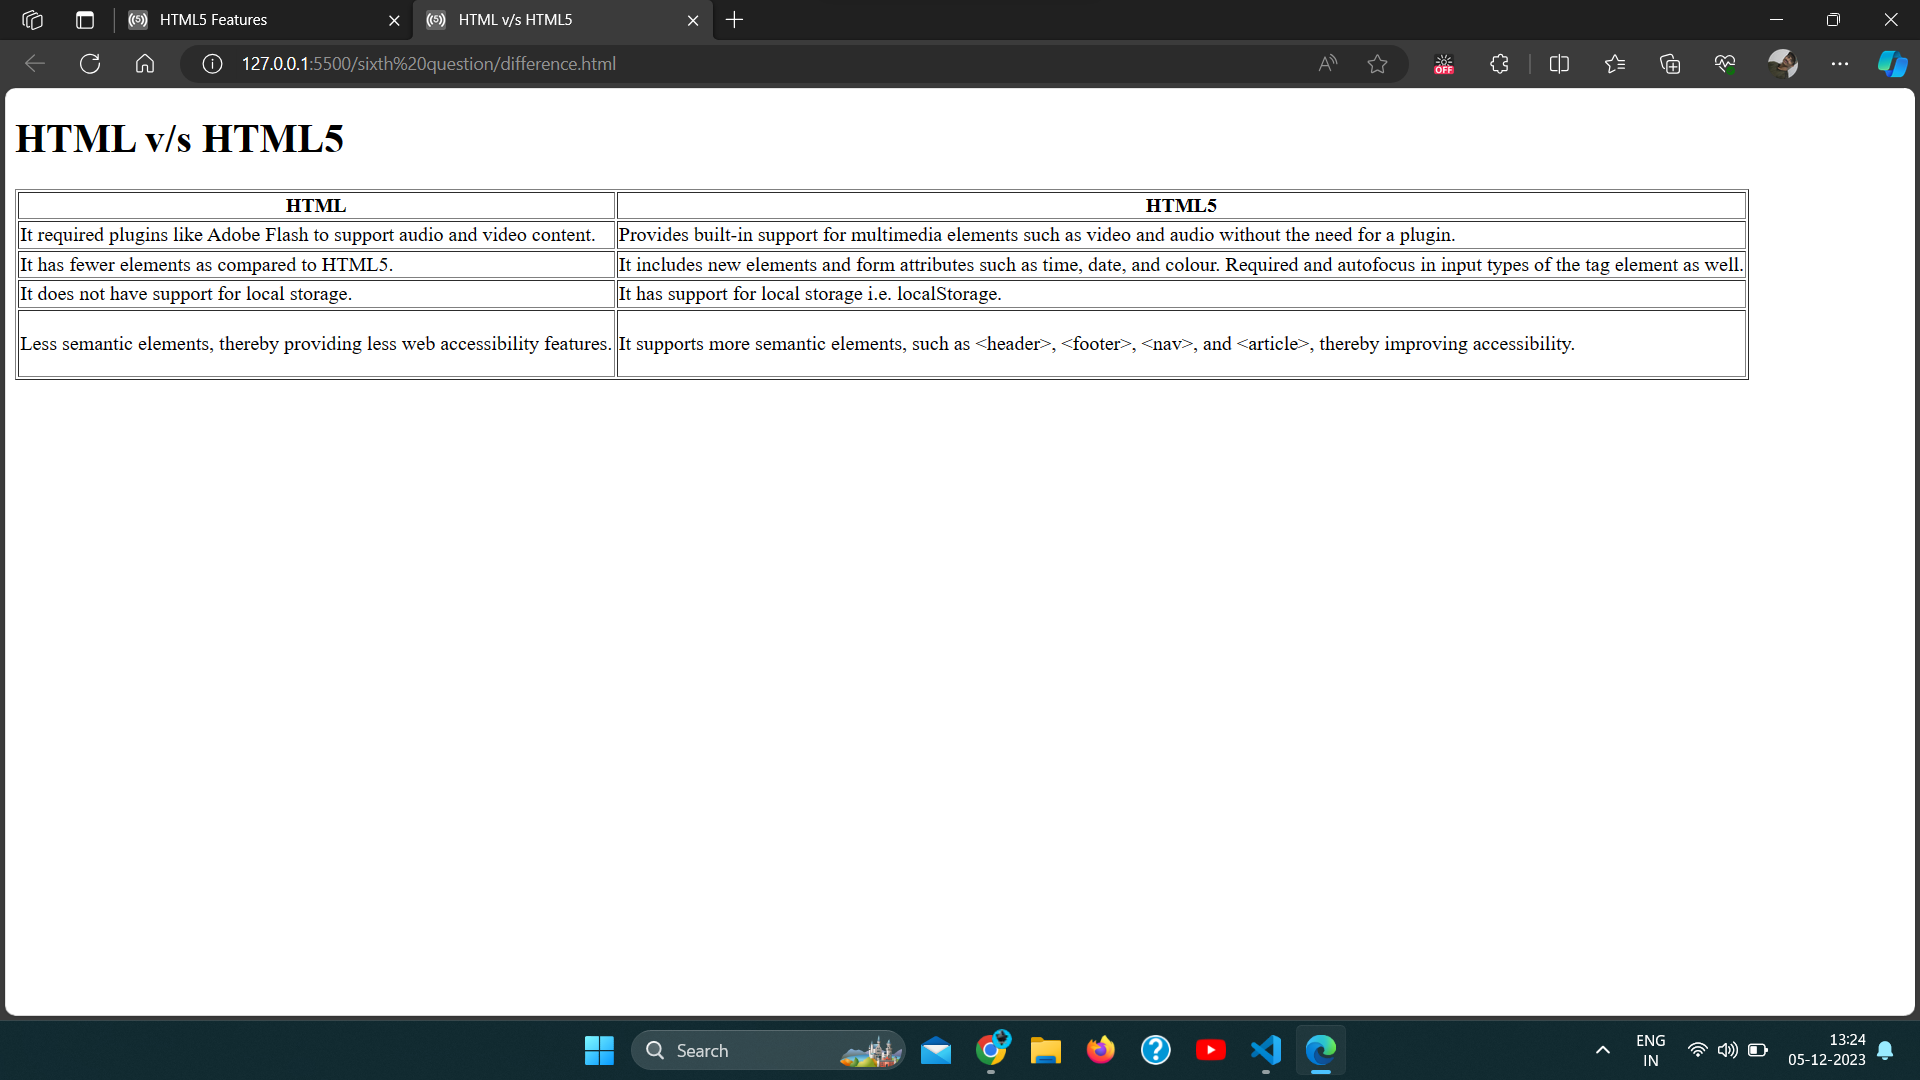 HTML5 Features
HTML v/s HTML5
127.0.0.1:5500/sixth%20question/difference.html
OFF
HTML v/s HTML5
HTML HTML5
It required plugins like Adobe Flash to support audio and video content. Provides built-in support for multimedia elements such as video and audio without the need for a plugin.
It has fewer elements as compared to HTML5. It includes new elements and form attributes such as time, date, and colour. Required and autofocus in input types of the tag element as well.
It does not have support for local storage. It has support for local storage i.e. localStorage.
Less semantic elements, thereby providing less web accessibility features. It supports more semantic elements, such as <header>, <footer>, <nav>, and <article>, thereby improving accessibility.
Search
ENG
IN
13:24
05-12-2023